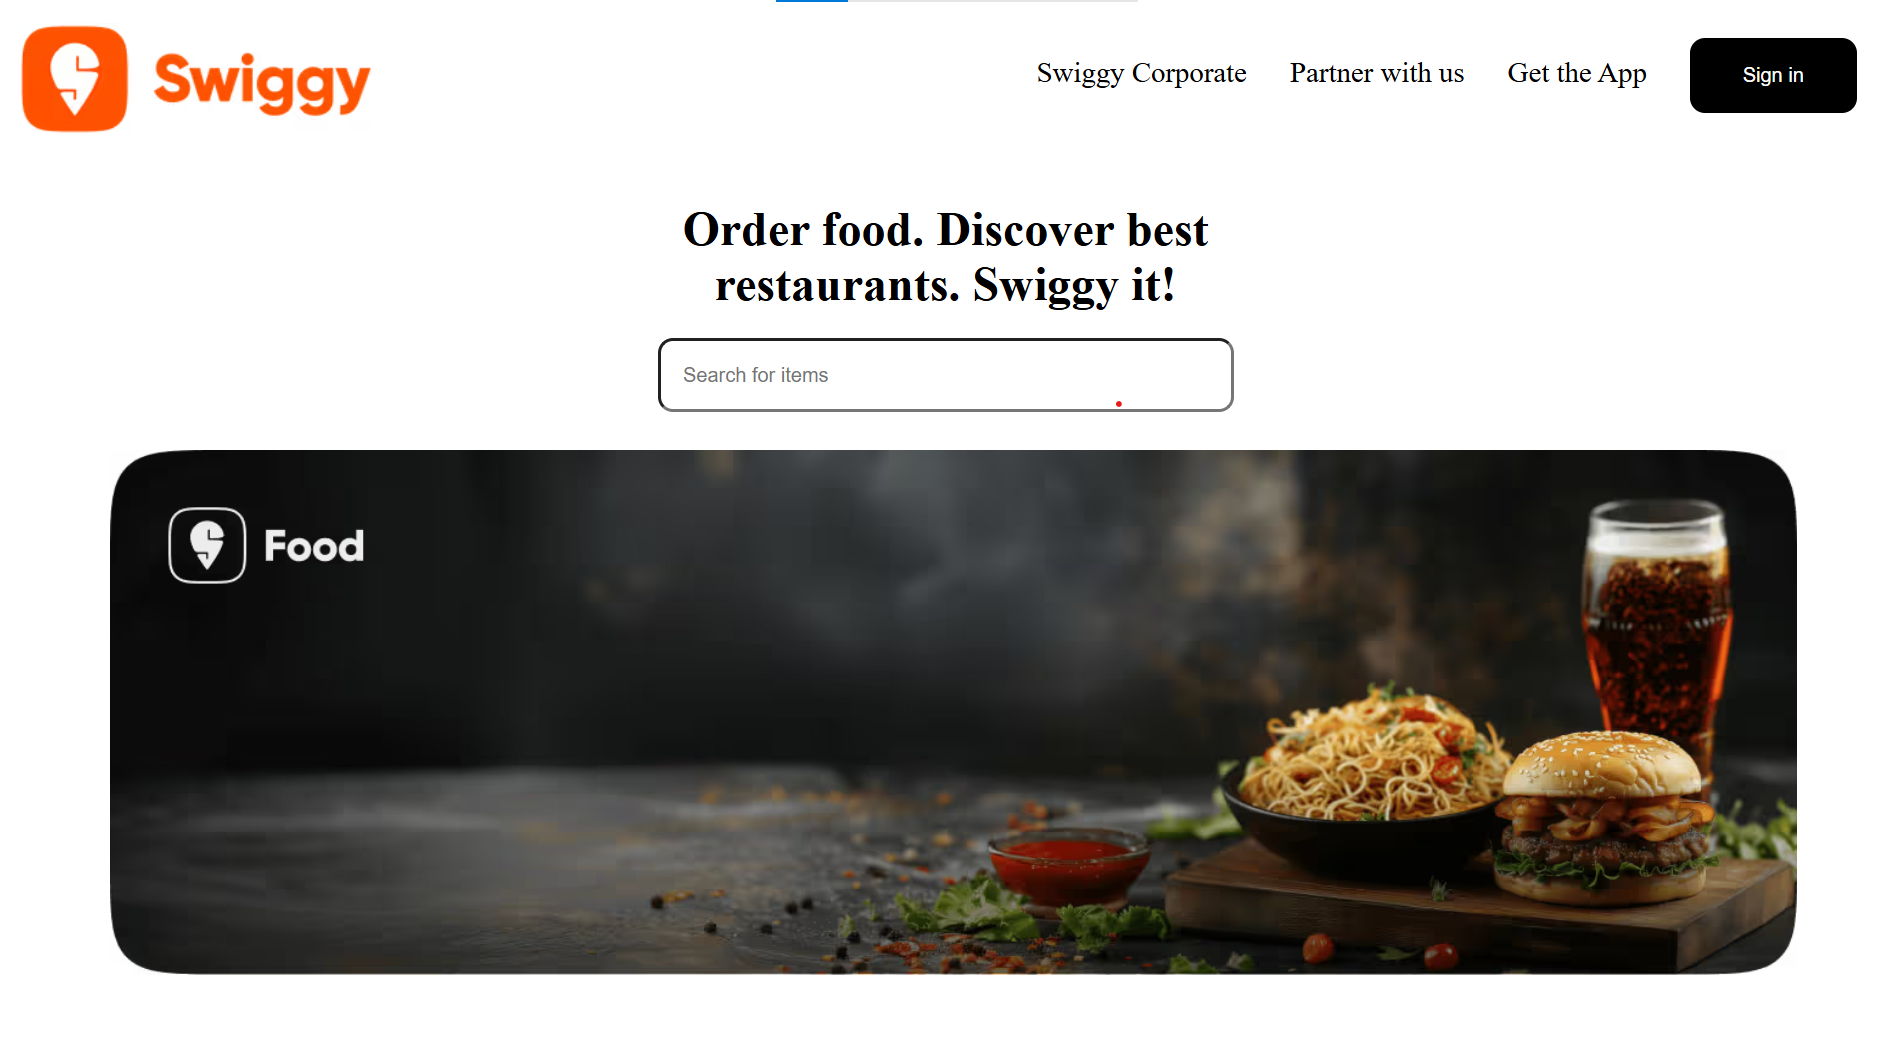 Swiggy
Swiggy Corporate
Partner with us
Get the App
Sign in
Order food. Discover best
restaurants. Swiggy it!
Search for items
Food